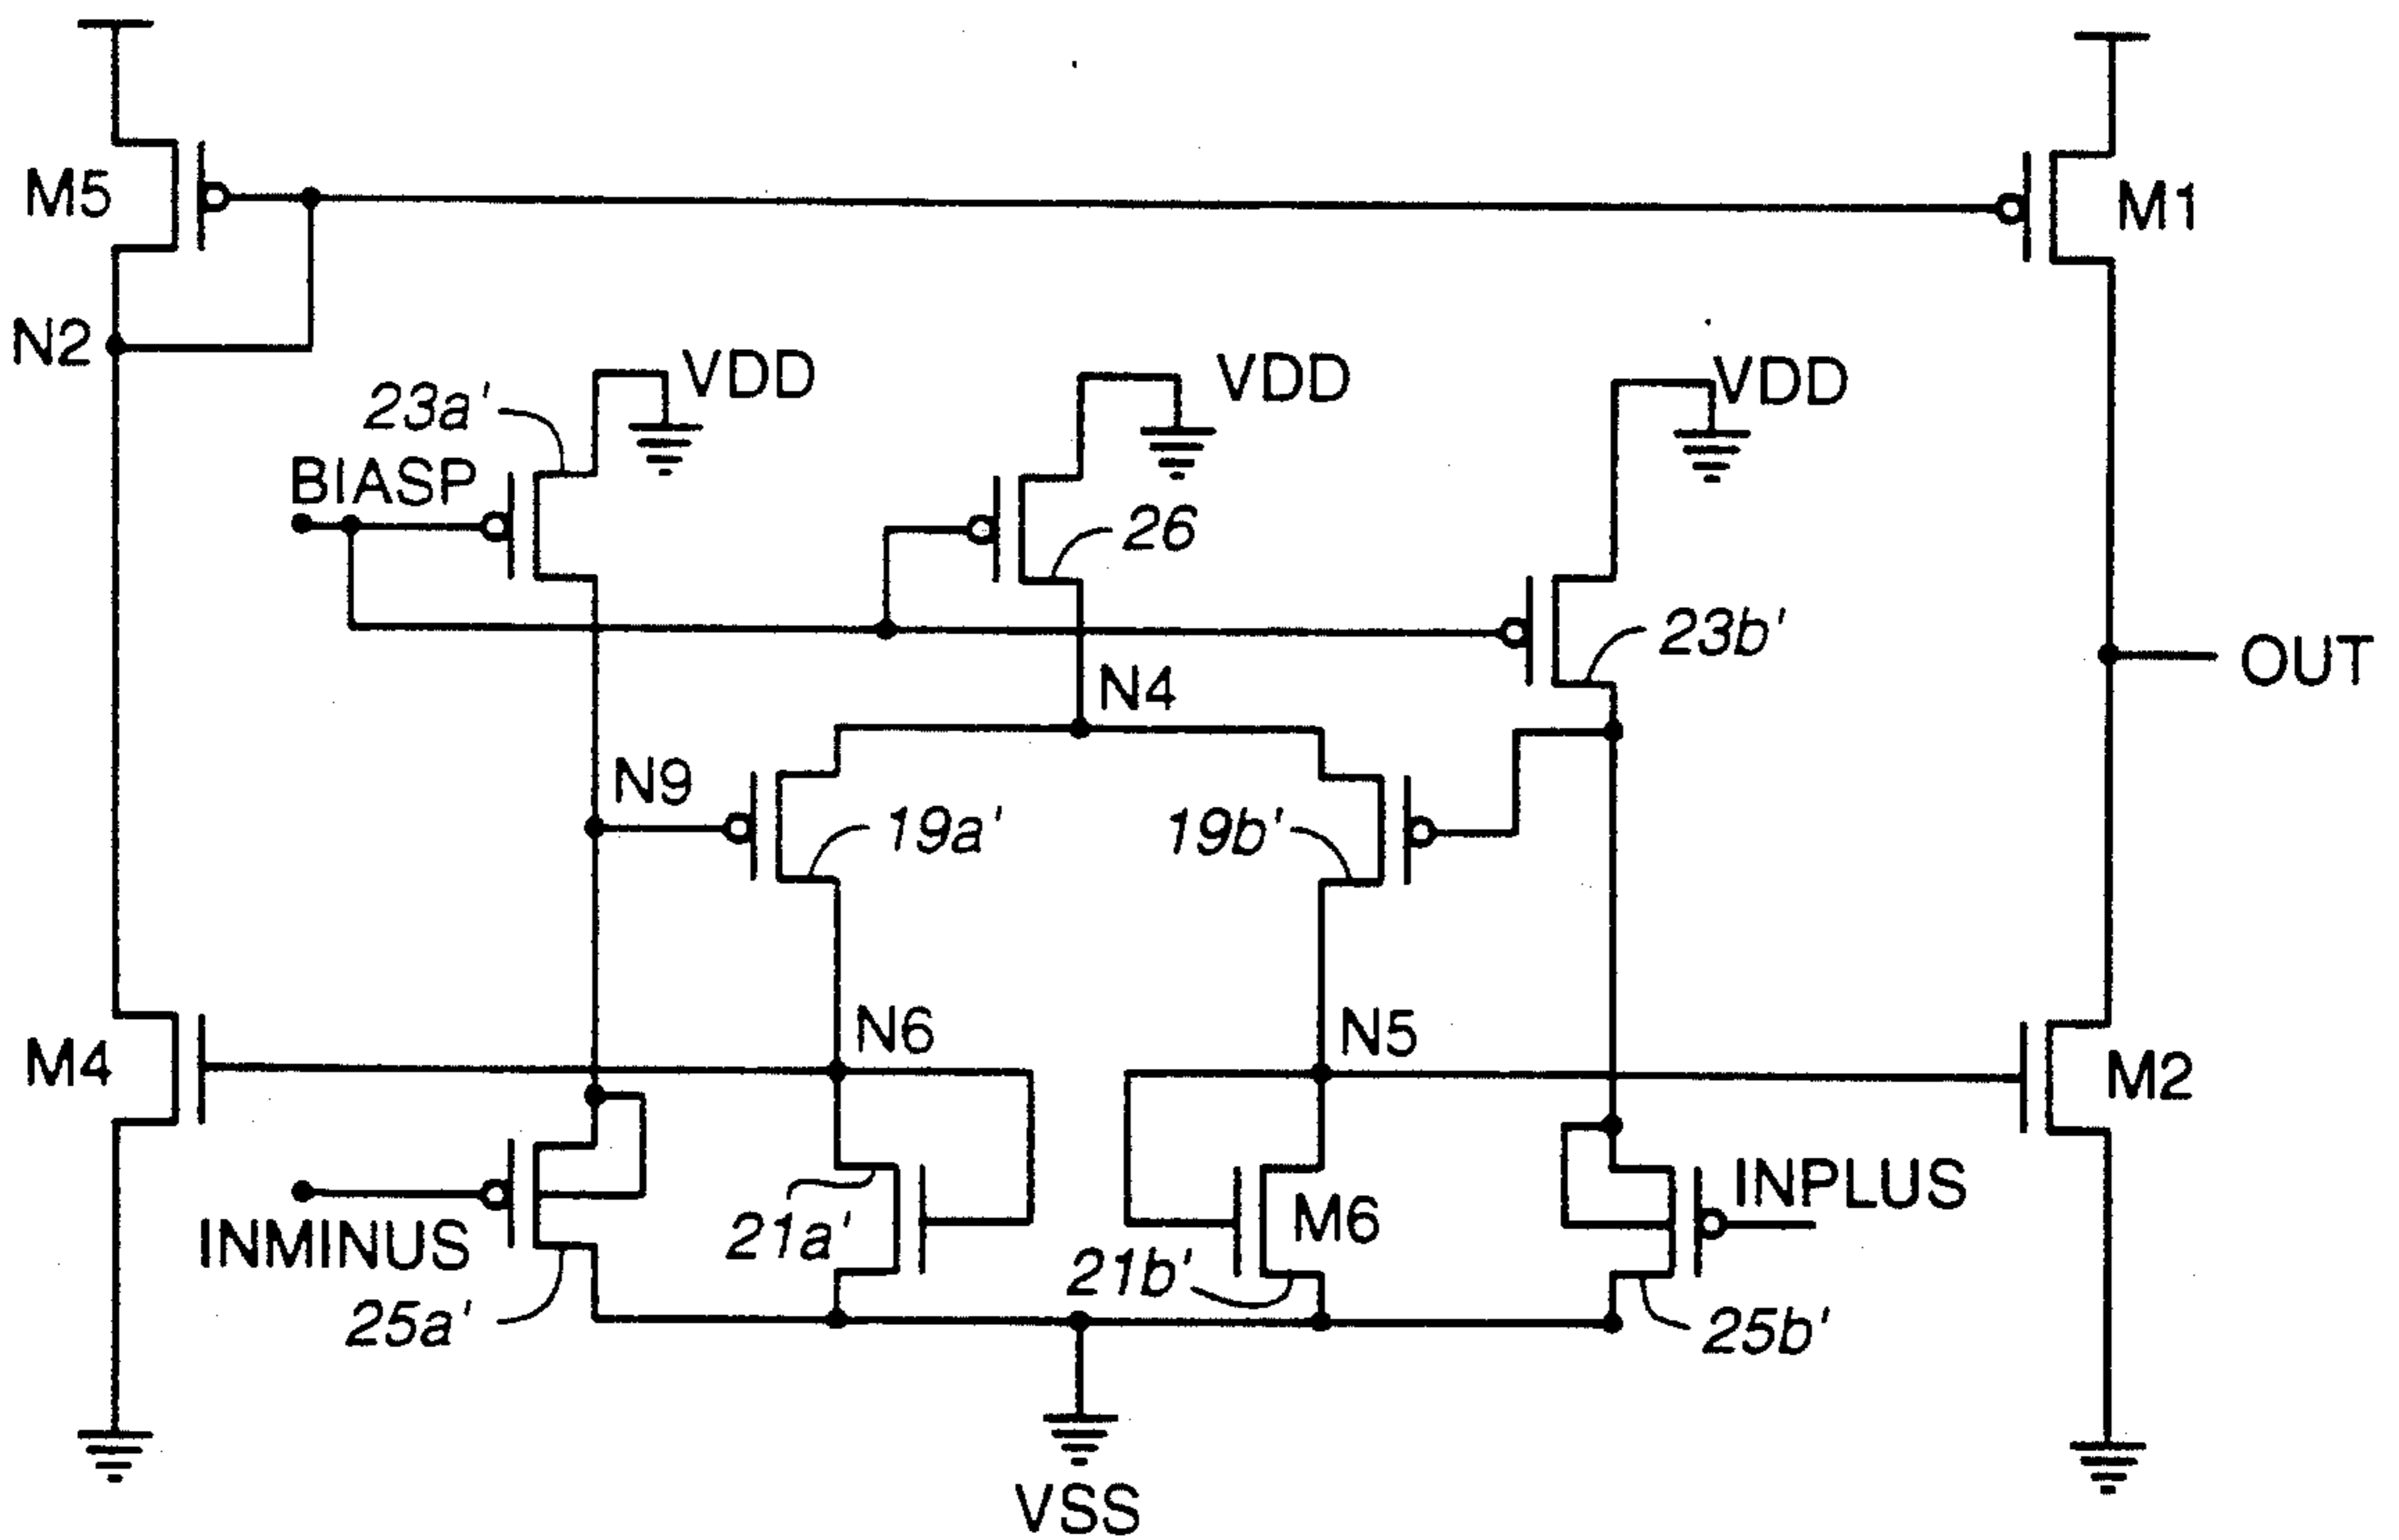 M5
M1
N2
VDD
VDD
VDD
23a'
BIASP
26
23b'
OUT
N4
N9
19a'
19b'
N6
N5
M4
M2
INMINUS
21a'
M6
INPLUS
21b'
25a'
25b'
VSS